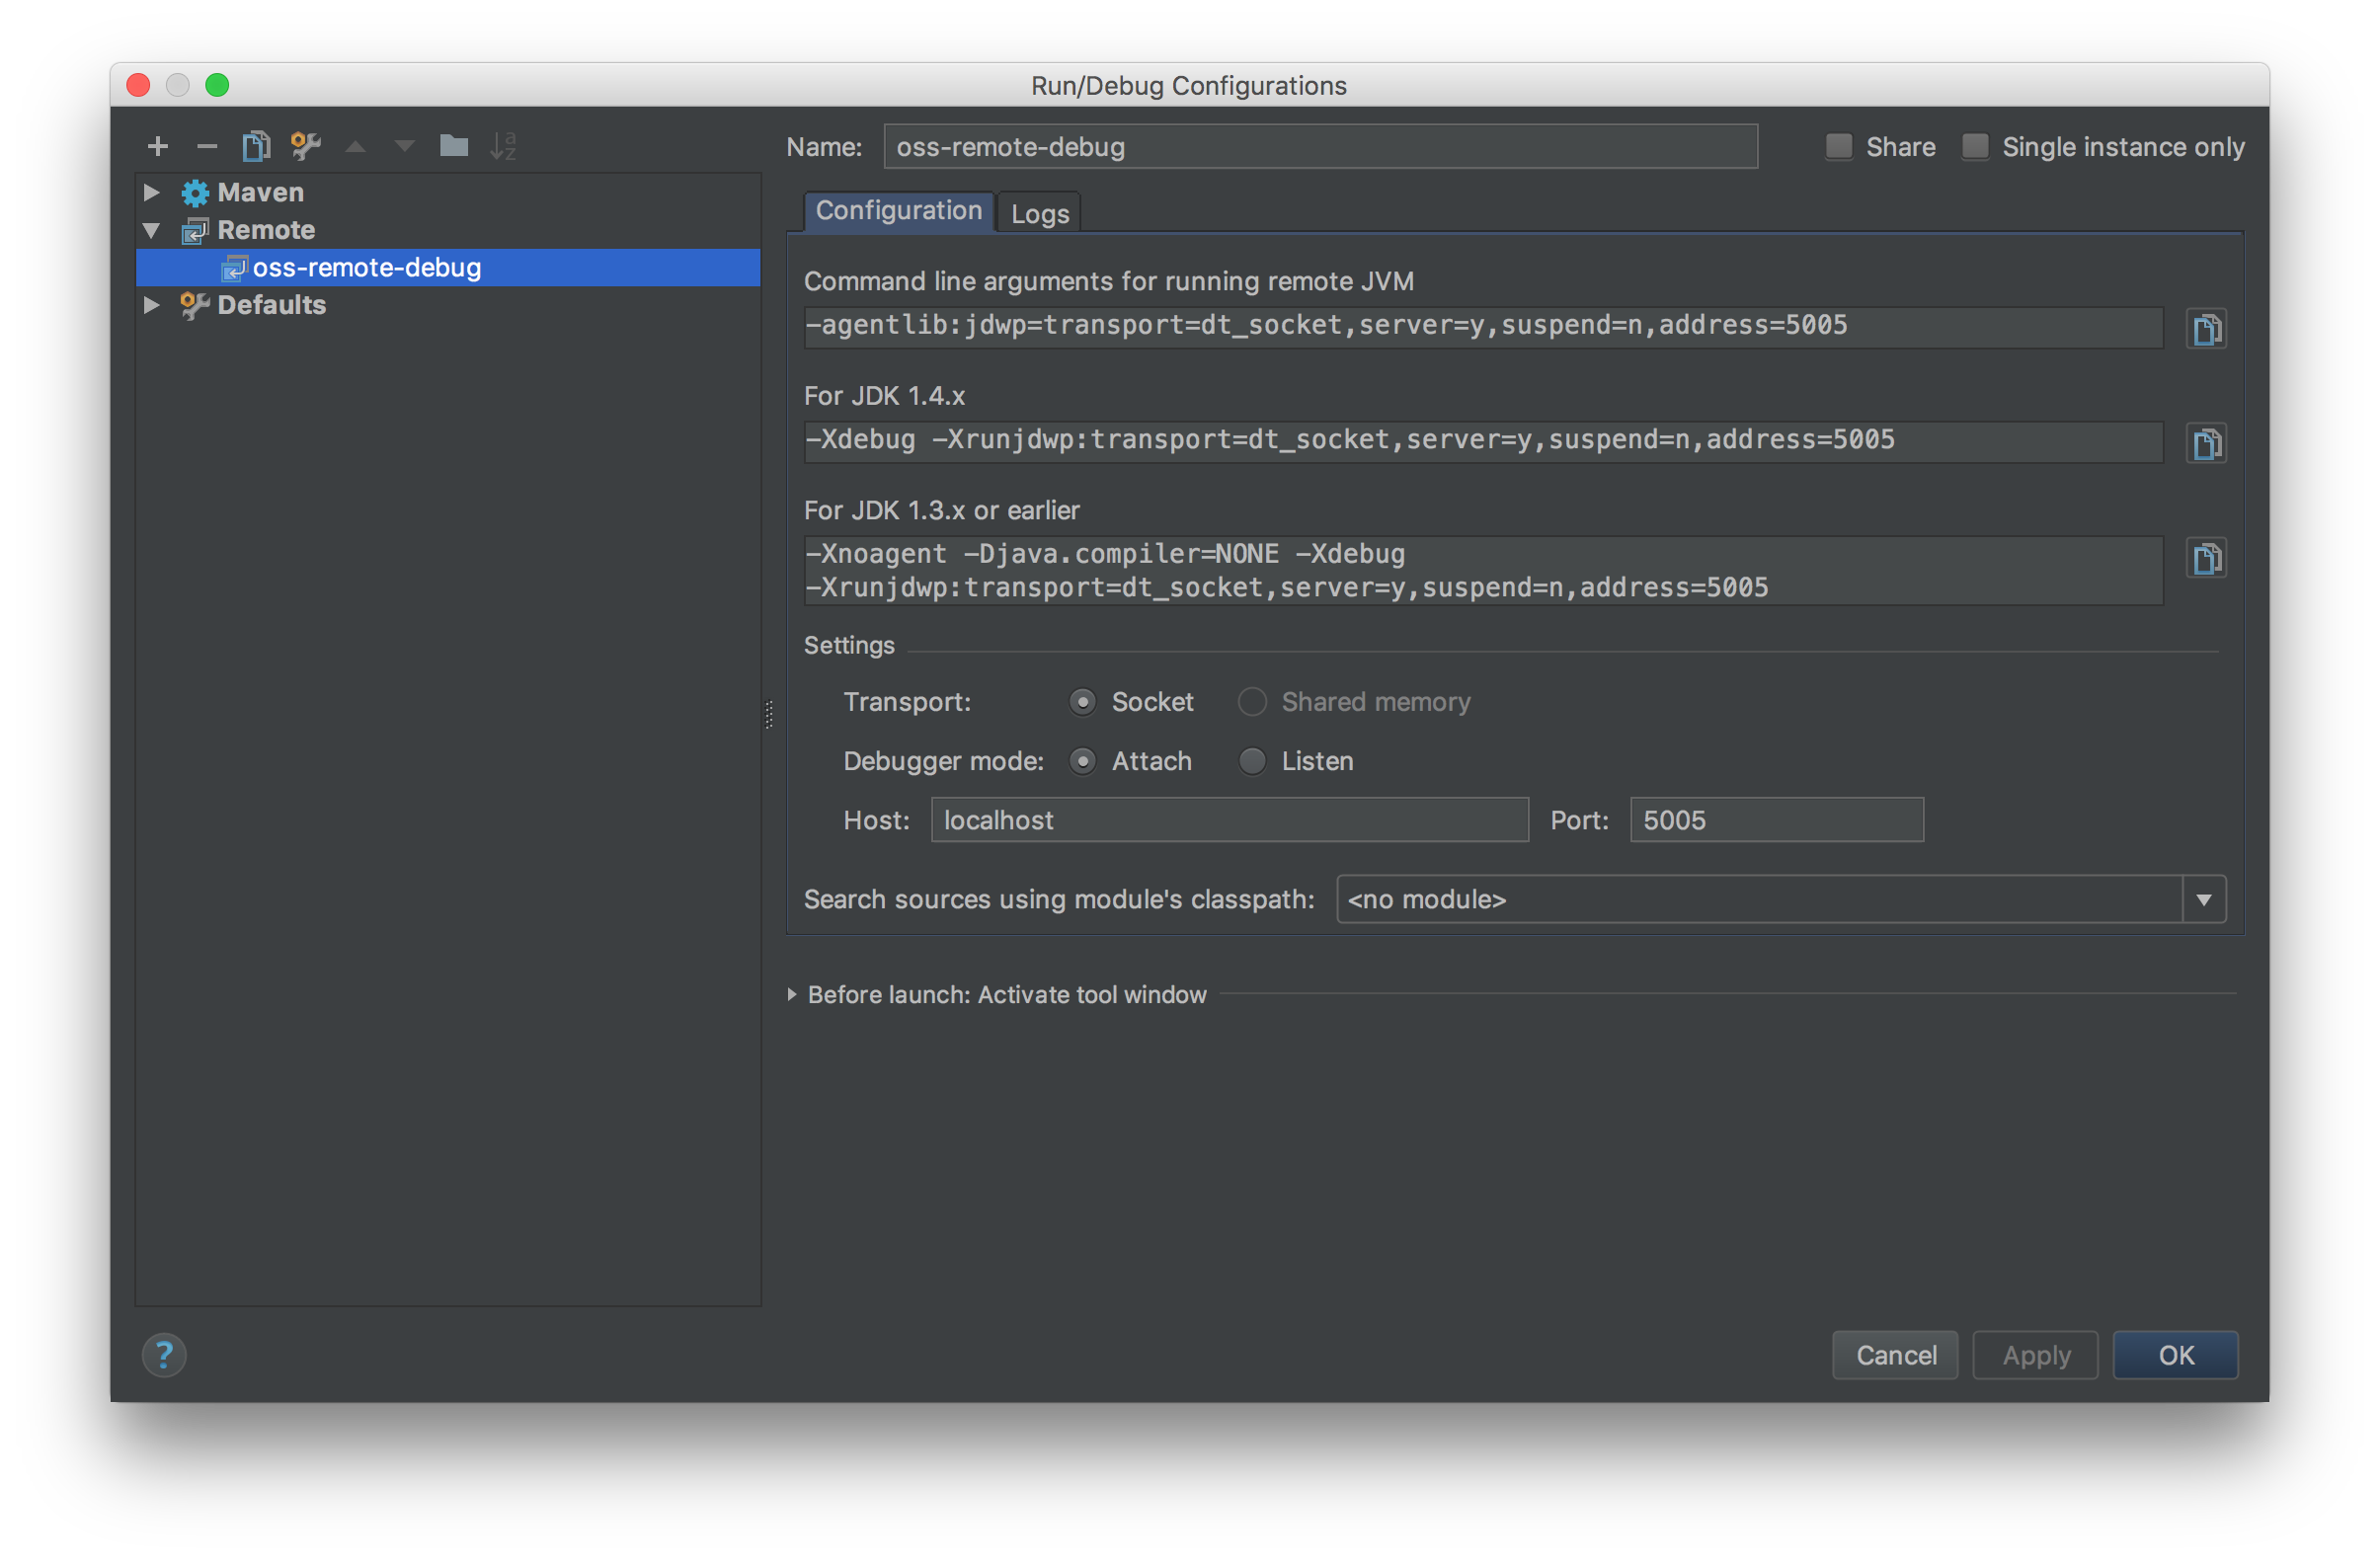 Run/Debug Configurations
Name: oss-remote-debug Share Single instance only
Maven
Remote
oss-remote-debug
Defaults
Configuration Logs
Command line arguments for running remote JVM
-agentlib:jdwp=transport=dt_socket,server=y,suspend=n,address=5005
For JDK 1.4.x
-Xdebug -Xrunjdwp:transport=dt_socket,server=y,suspend=n,address=5005
For JDK 1.3.x or earlier
-Xnoagent -Djava.compiler=NONE -Xdebug
-Xrunjdwp:transport=dt_socket,server=y,suspend=n,address=5005
Settings
Transport: Socket Shared memory
Debugger mode: Attach Listen
Host: localhost Port: 5005
Search sources using module's classpath: <no module>
Before launch: Activate tool window
? Cancel Apply OK